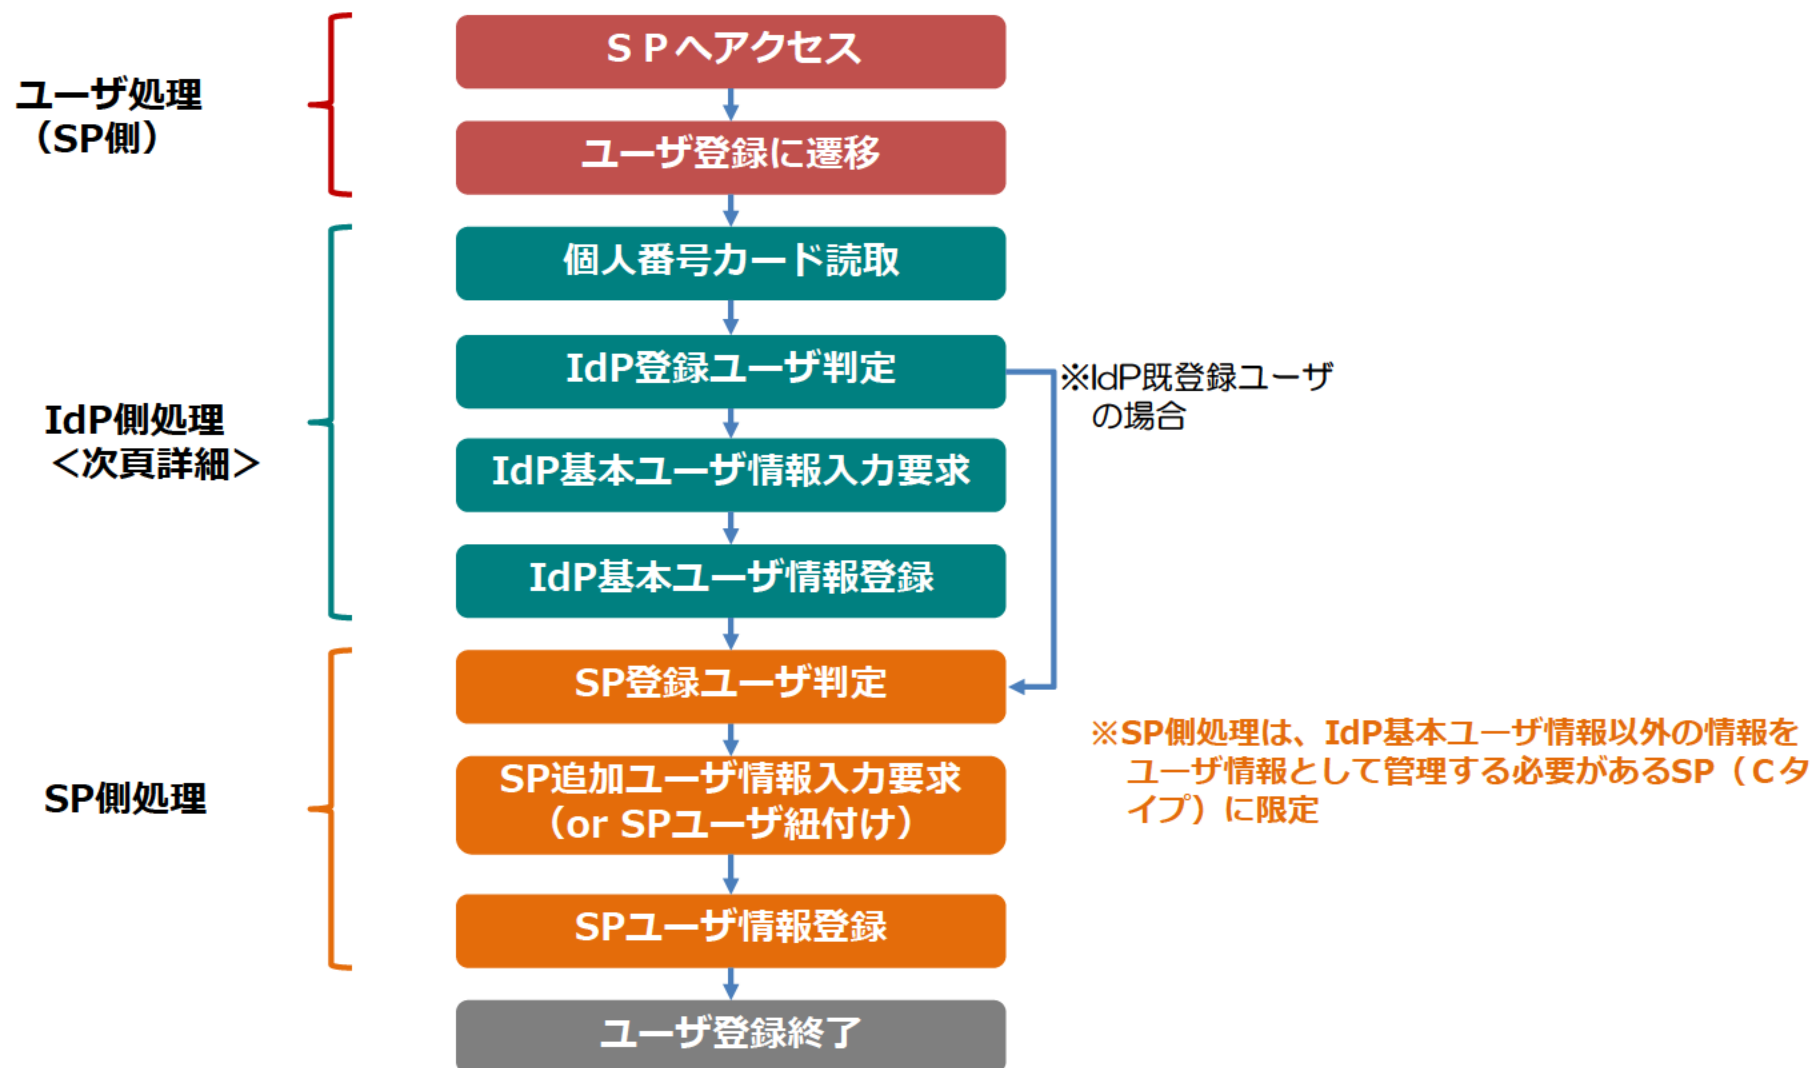 SPへアクセス
ユーザ処理
（SP側）
ユーザ登録に遷移
個人番号カード読取
IdP登録ユーザ判定
※IdP既登録ユーザ
の場合
IdP側処理
＜次頁詳細＞
IdP基本ユーザ情報入力要求
IdP基本ユーザ情報登録
SP登録ユーザ判定
※SP側処理は、IdP基本ユーザ情報以外の情報を
ユーザ情報として管理する必要があるSP（Cタ
イプ）に限定
SP側処理
SP追加ユーザ情報入力要求
（or SPユーザ紐付け）
SPユーザ情報登録
ユーザ登録終了